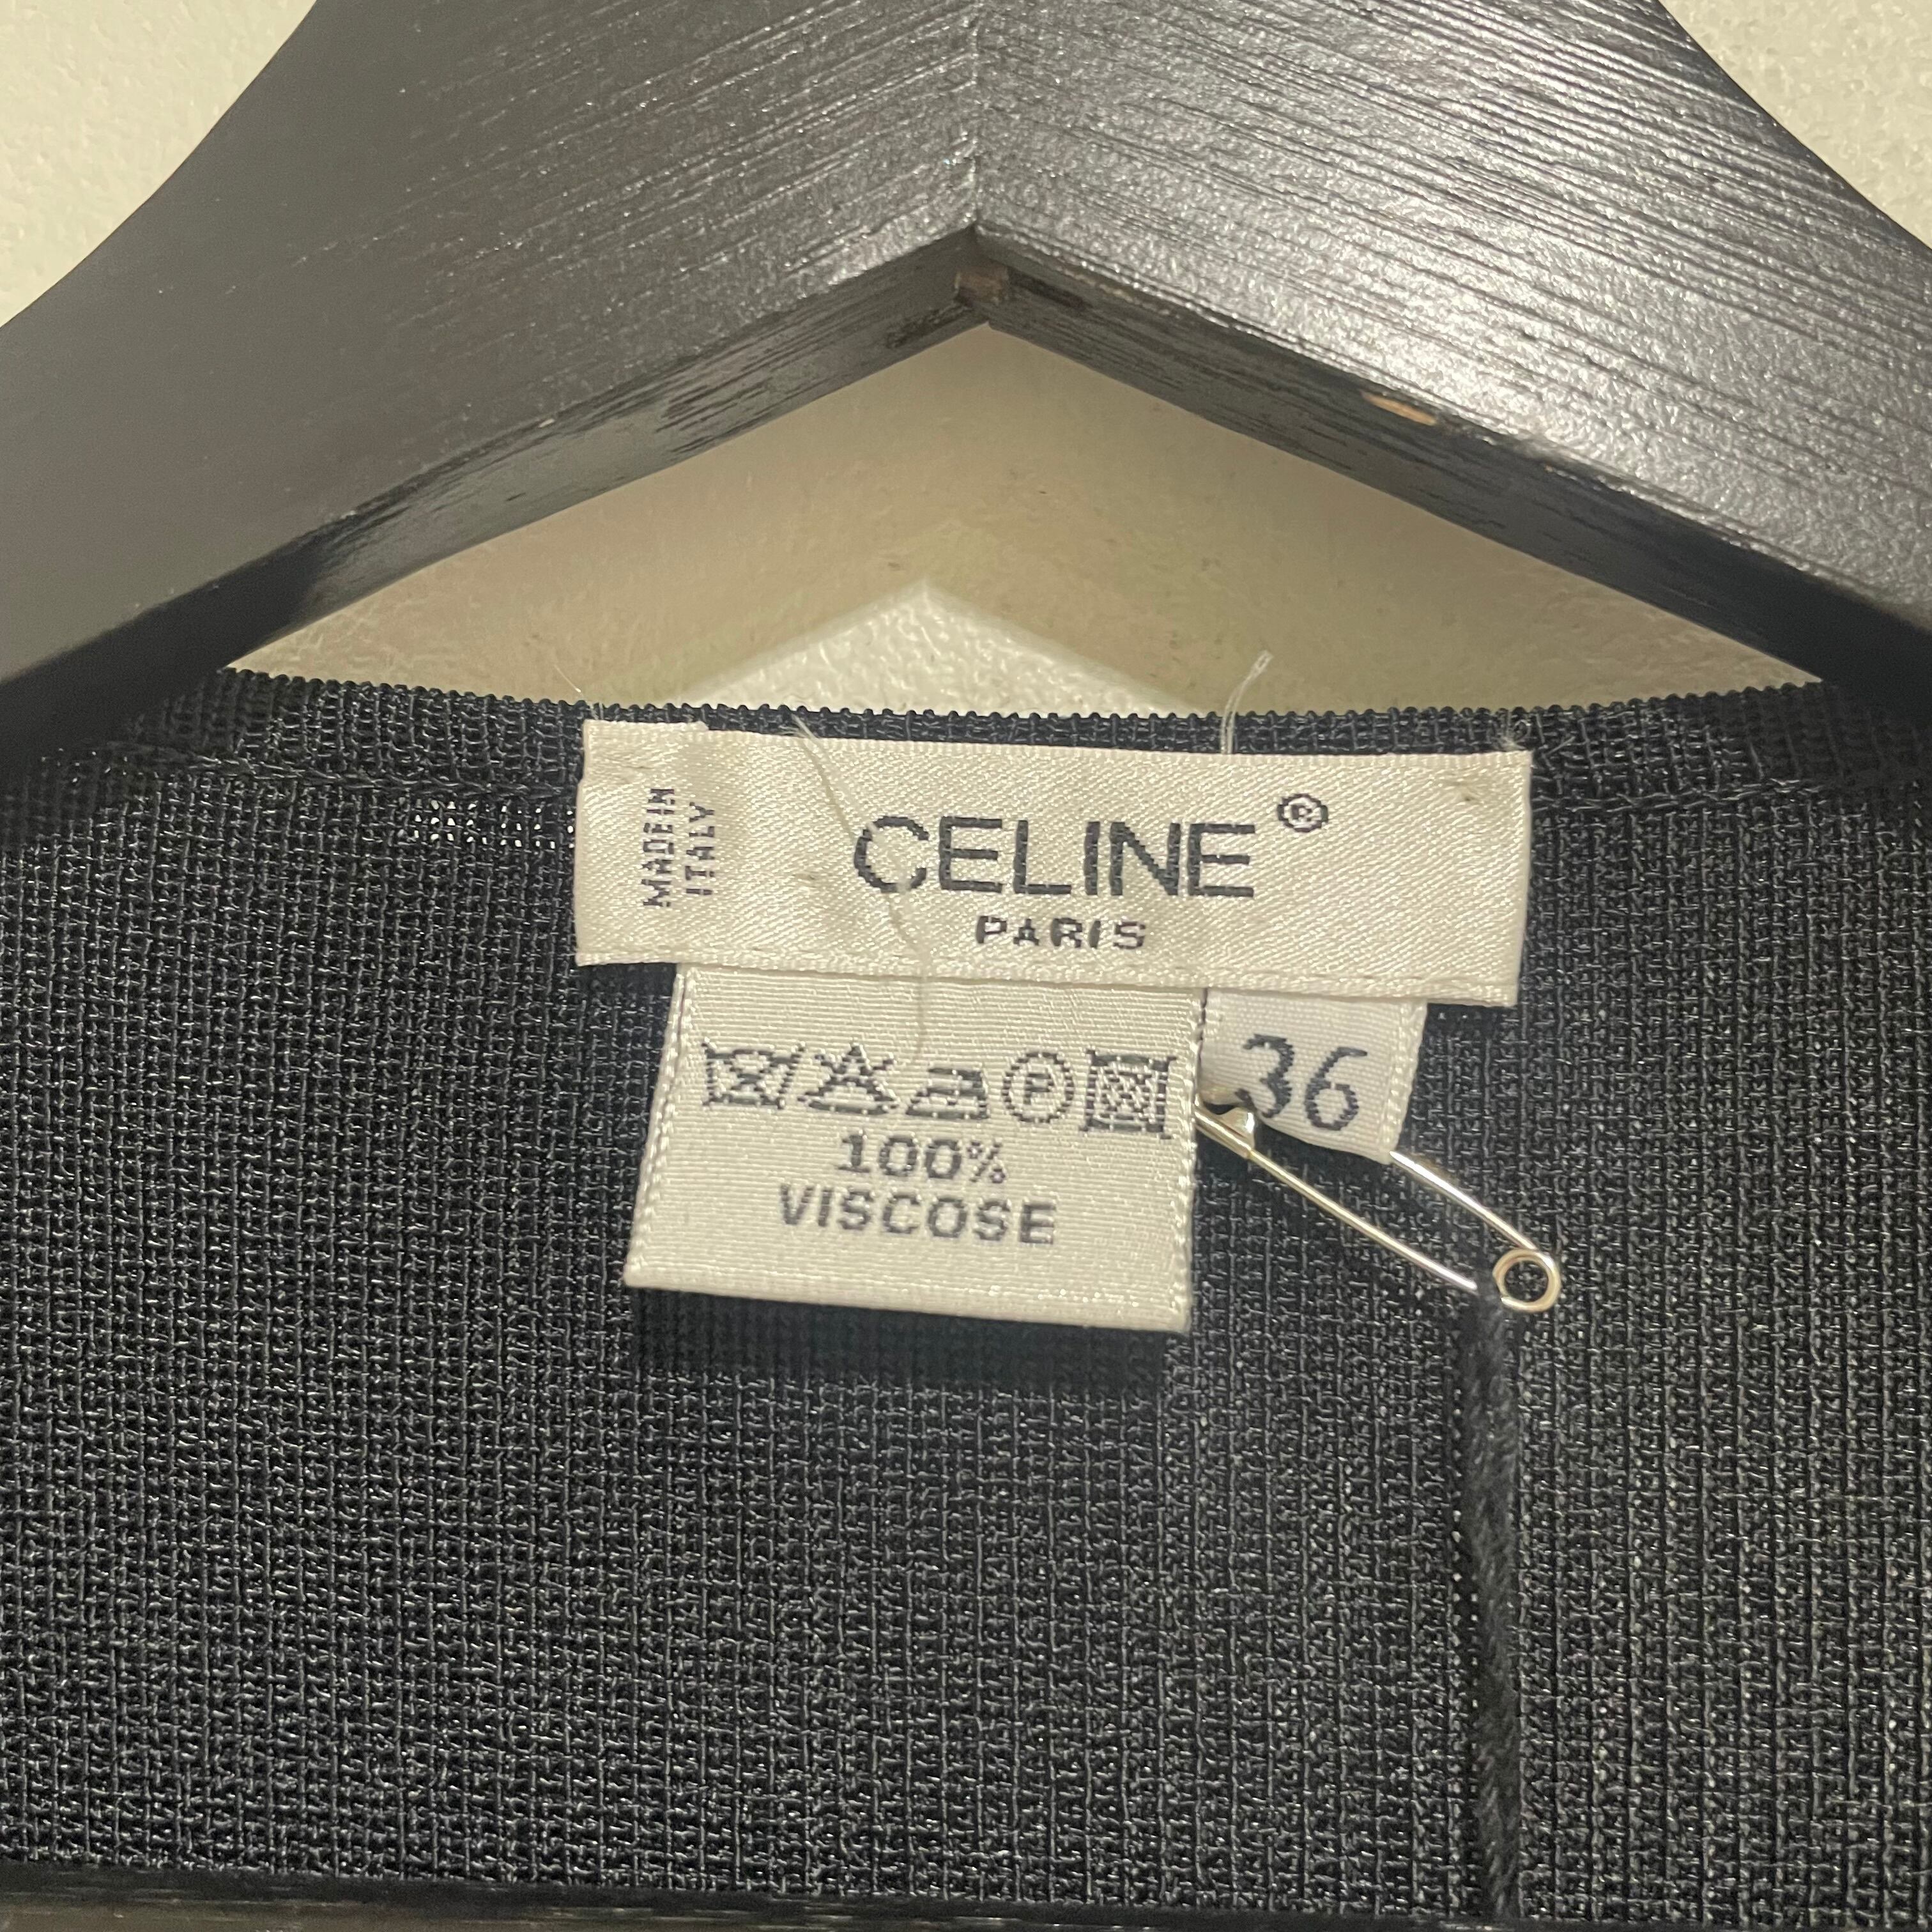 MADE IN
ITALY
CELINE®
PARIS
36
P
100%
VISCOSE